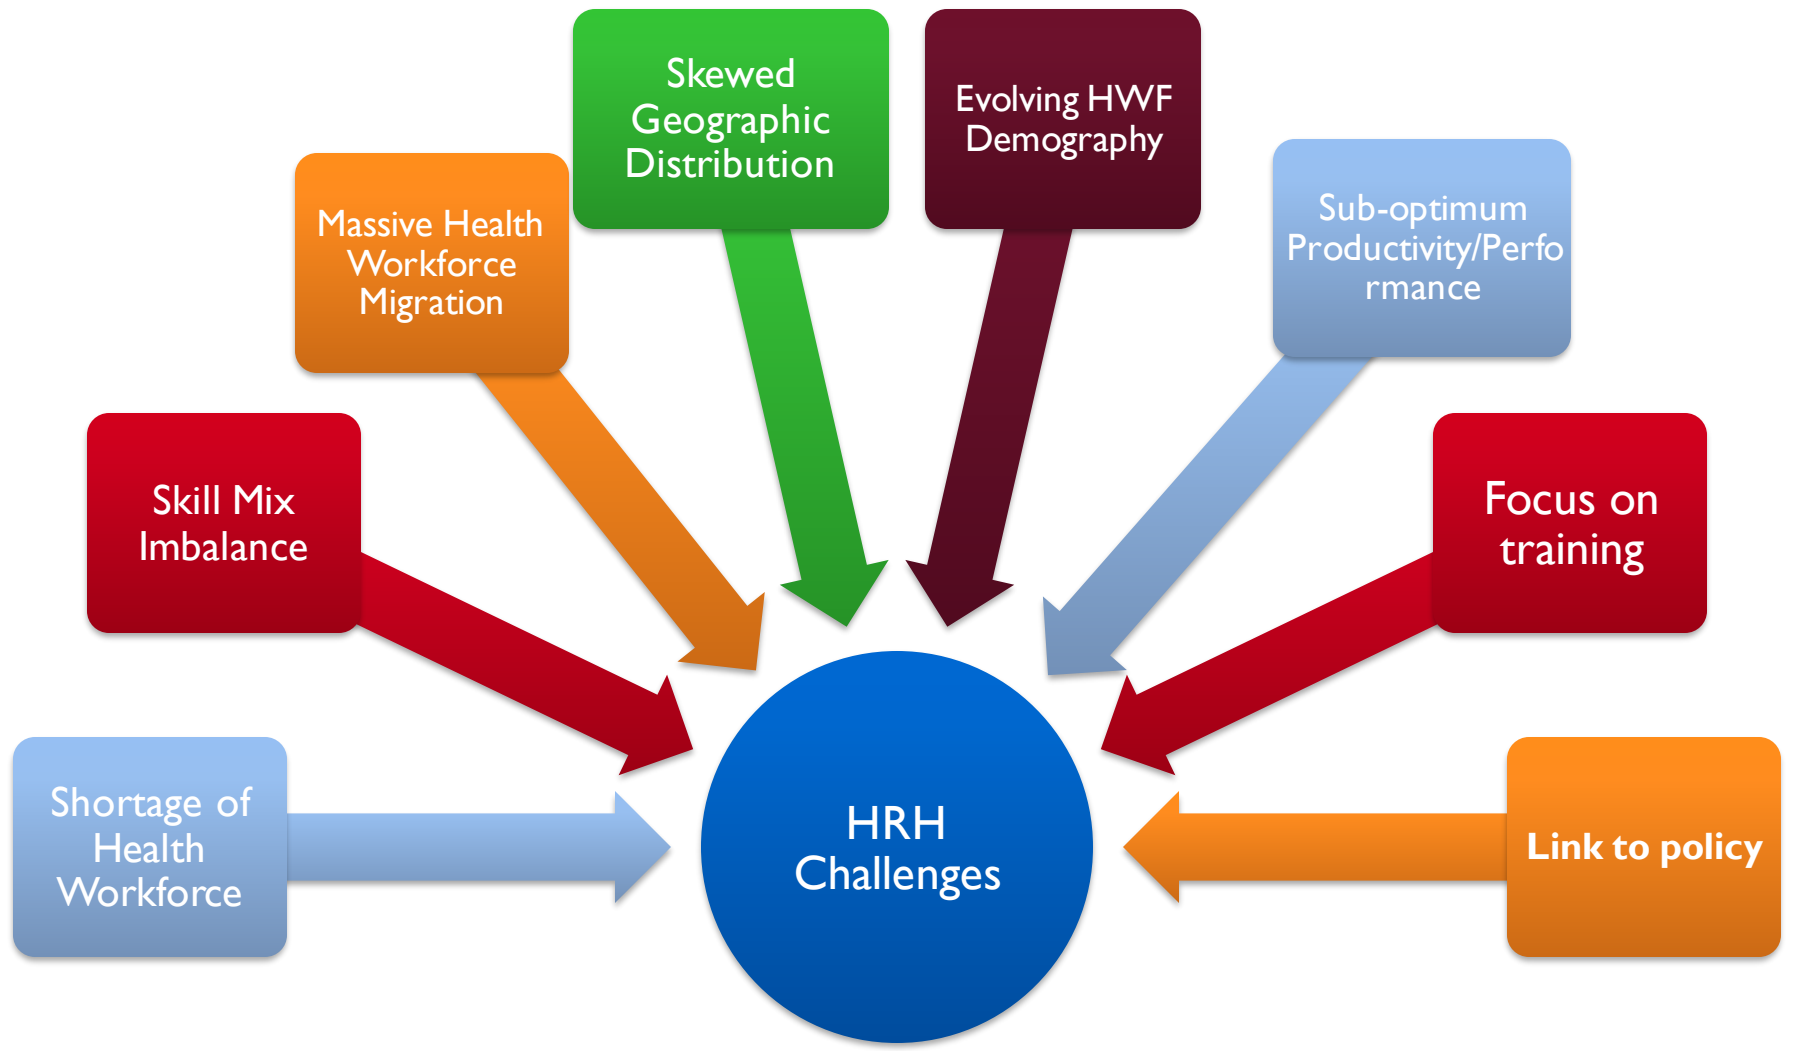 Skewed
Geographic
Distribution
Evolving HWF
Demography
Massive Health
Workforce
Migration
Sub-optimum
Productivity/Perfo
rmance
Skill Mix
Imbalance
Focus on
training
Shortage of
Health
Workforce
HRH
Challenges
Link to policy